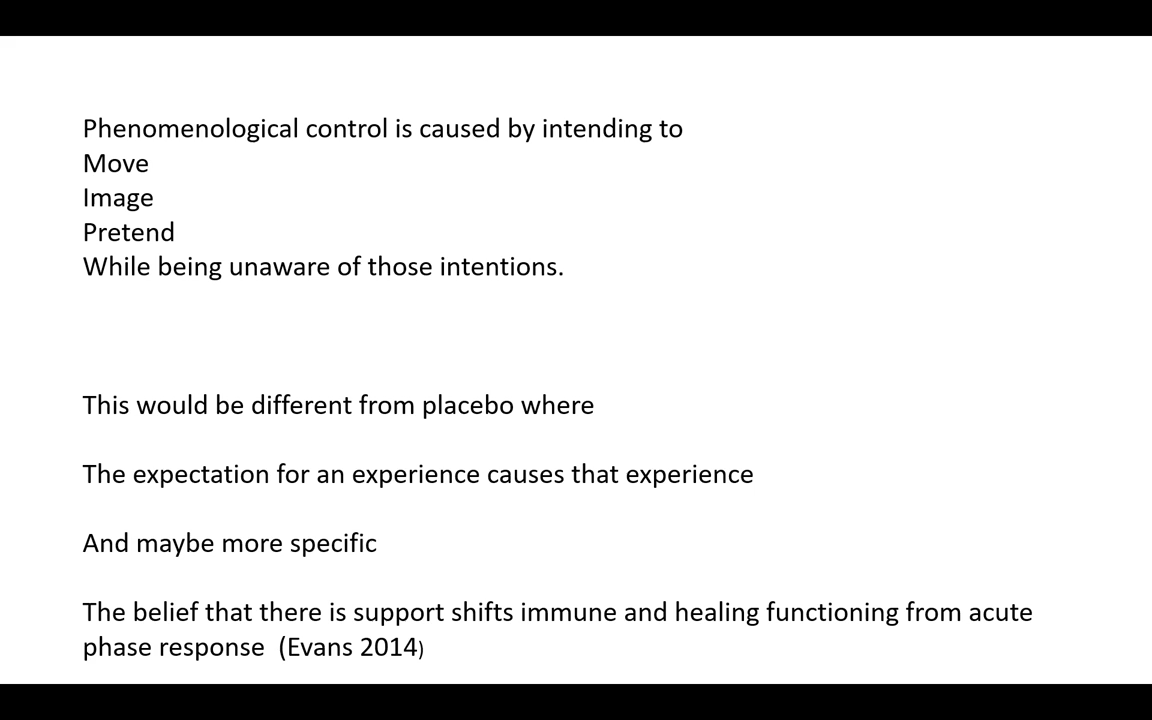 Phenomenological control is caused by intending to
Move
Image
Pretend
While being unaware of those intentions.
This would be different from placebo where
The expectation for an experience causes that experience
And maybe more specific
The belief that there is support shifts immune and healing functioning from acute
phase response  (Evans 2014)